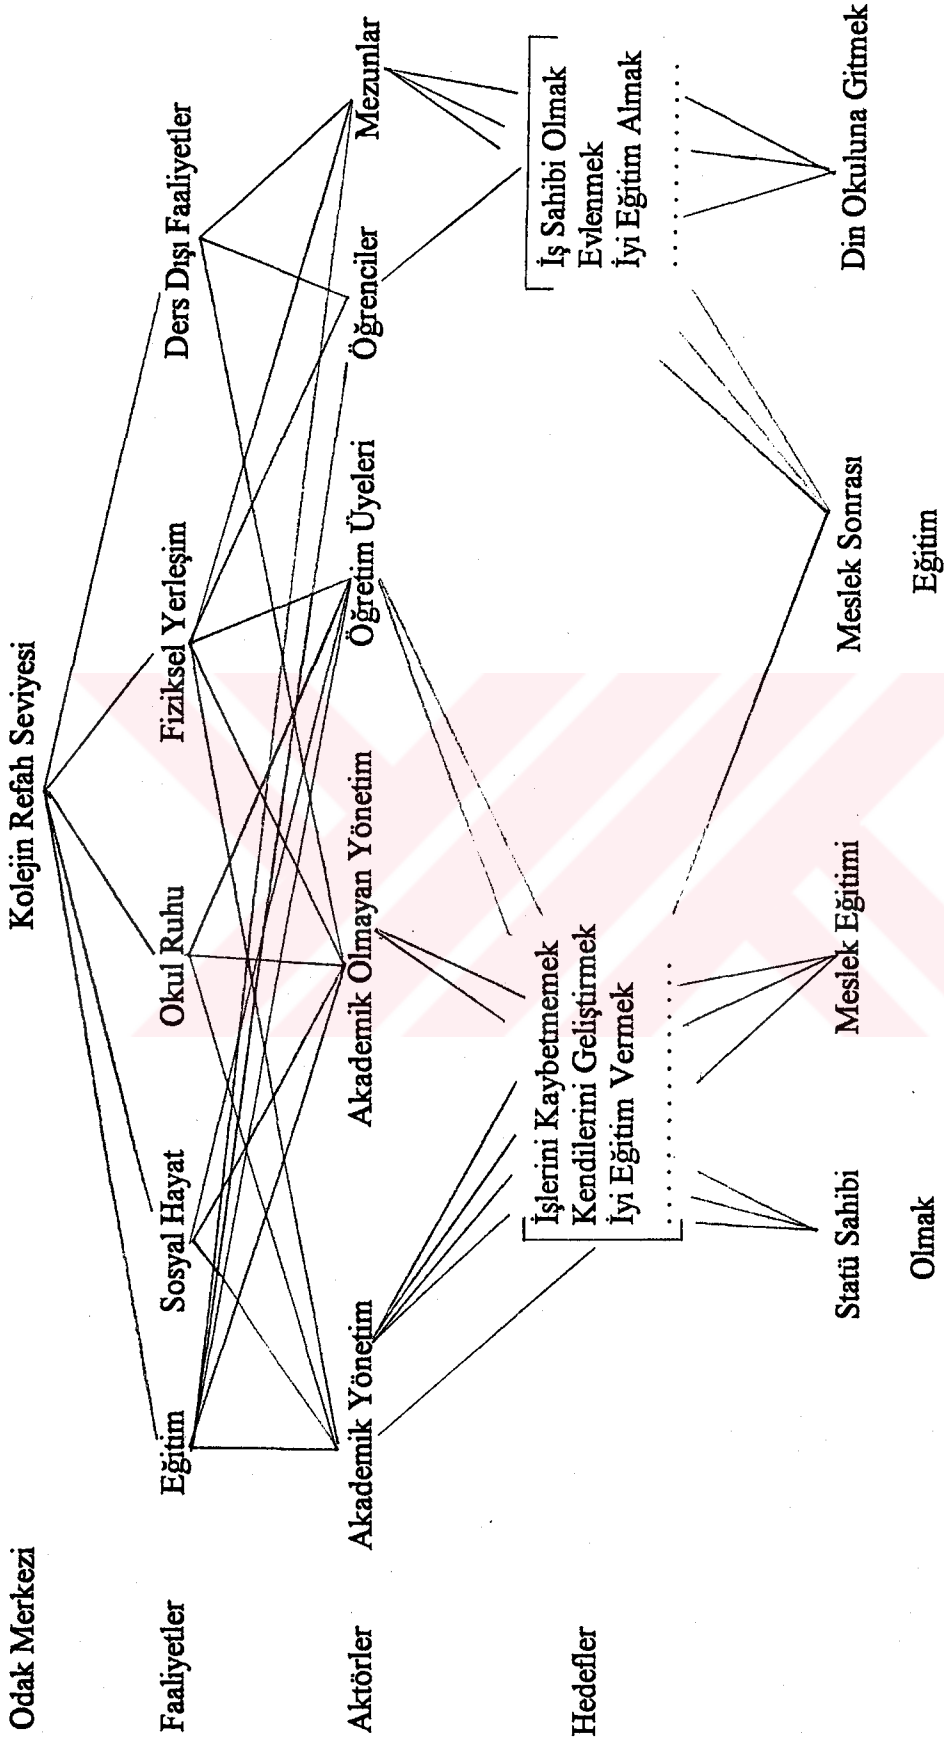 Odak Merkezi
Kolejin Refah Seviyesi
Faaliyetler
Eğitim
Sosyal Hayat
Okul Ruhu
Fiziksel Yerleşim
Ders Dışı Faaliyetler
Aktörler
Akademik Yönetim
Akademik Olmayan Yönetim
Öğretim Üyeleri
Öğrenciler
Mezunlar
Hedefler
İşlerini Kaybetmemek
Kendilerini Geliştirmek
İyi Eğitim Vermek
İş Sahibi Olmak
Evlenmek
İyi Eğitim Almak
Statü Sahibi
Olmak
Meslek Eğitimi
Meslek Sonrası
Eğitim
Din Okuluna Gitmek